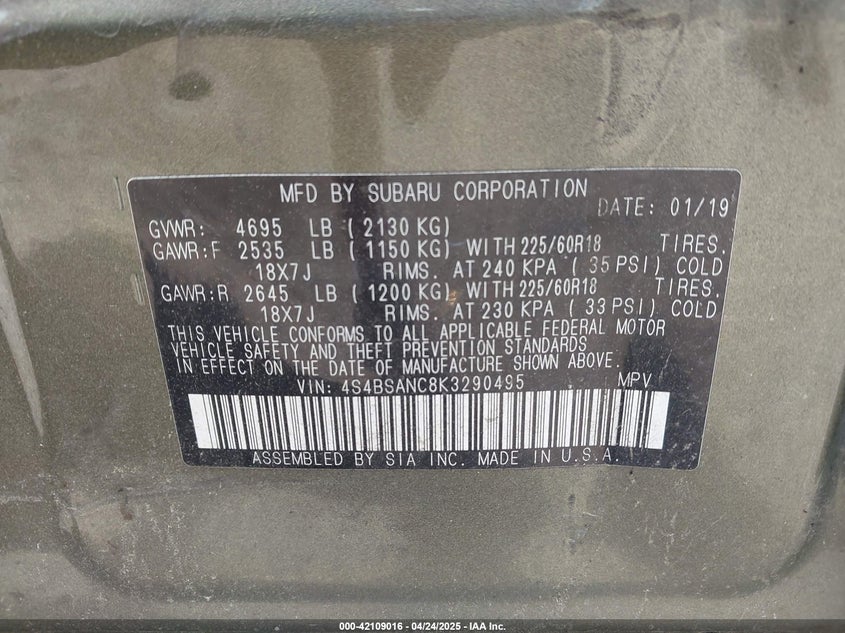 MFD BY SUBARU CORPORATION
DATE: 01/19
GVWR: 4695 LB ( 2130 KG)
GAWR:F 2535 LB ( 1150 KG) WITH 225/60R18 TIRES,
18X7J RIMS. AT 240 KPA ( 35 PSI) COLD
GAWR:R 2645 LB ( 1200 KG) WITH 225/60R18 TIRES,
18X7J RIMS. AT 230 KPA ( 33 PSI) COLD
THIS VEHICLE CONFORMS TO ALL APPLICABLE FEDERAL MOTOR
VEHICLE SAFETY AND THEFT PREVENTION STANDARDS
IN EFFECT ON THE DATE OF MANUFACTURE SHOWN ABOVE.
VIN: 4S4BSANC8K3290495 MPV
ASSEMBLED BY SIA INC. MADE IN U.S.A.
000-42109016 - 04/24/2025 - IAA Inc.